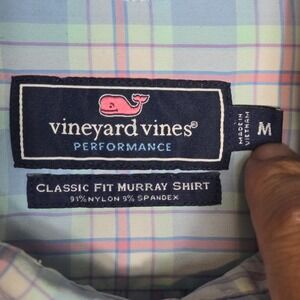 vineyard vines®
PERFORMANCE
MADE IN
VIETNAM
M
CLASSIC FIT MURRAY SHIRT
91% NYLON 9% SPANDEX